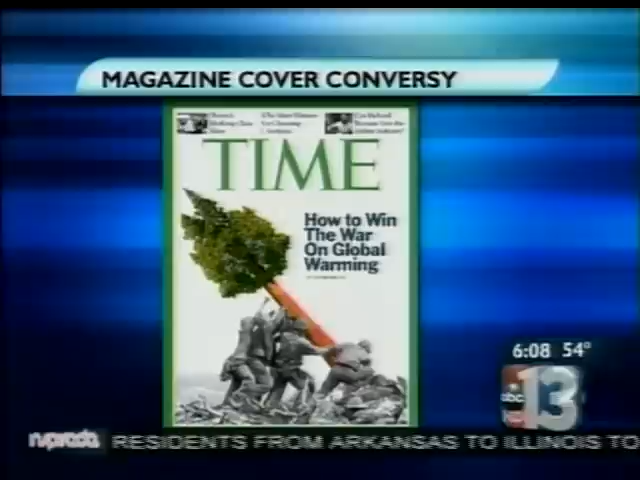 MAGAZINE COVER CONVERSY
TIME
How to Win
The War
On Global
Warming
6:08 54°
abc 13
RESIDENTS FROM ARKANSAS TO ILLINOIS TO